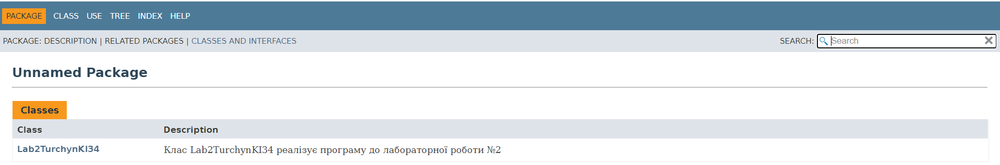 PACKAGE CLASS USE TREE INDEX HELP
PACKAGE: DESCRIPTION | RELATED PACKAGES | CLASSES AND INTERFACES SEARCH: Search
Unnamed Package
Classes
Class Description
Lab2TurchynKI34 Клас Lab2TurchynKI34 реалізує програму до лабораторної роботи №2